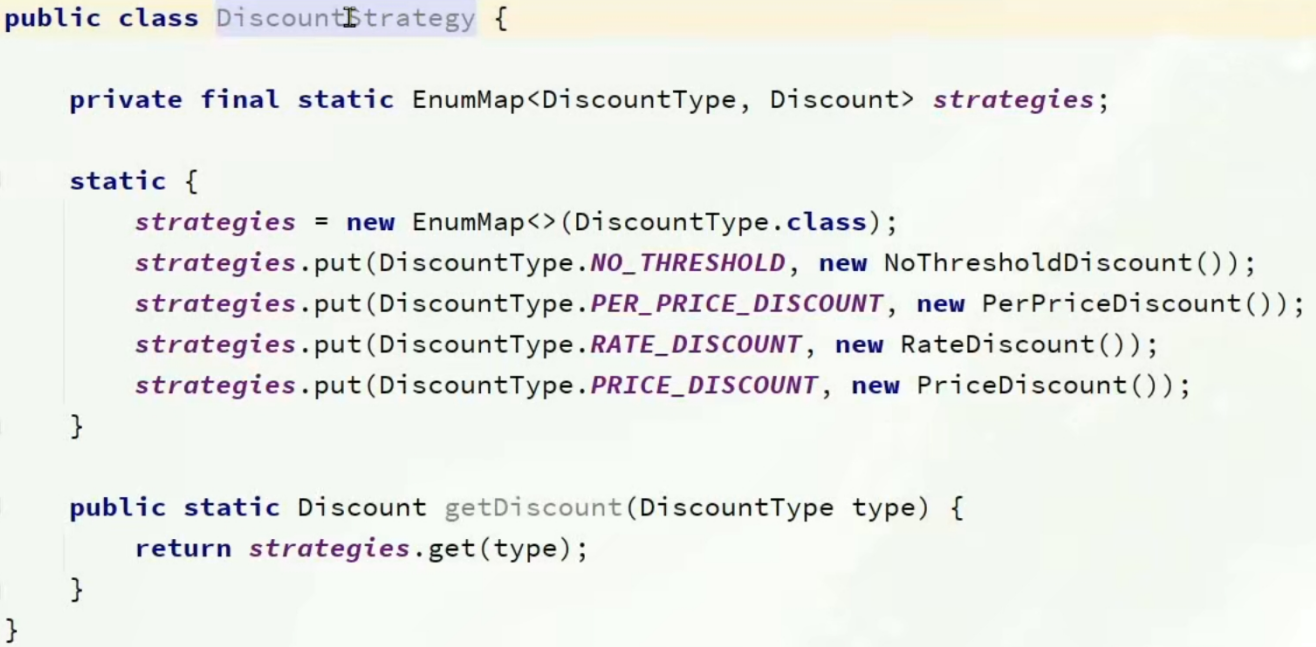 public class DiscountStrategy {
private final static EnumMap<DiscountType, Discount> strategies;
static {
strategies = new EnumMap<>(DiscountType.class);
strategies.put(DiscountType.NO_THRESHOLD, new NoThresholdDiscount());
strategies.put(DiscountType.PER_PRICE_DISCOUNT, new PerPriceDiscount());
strategies.put(DiscountType.RATE_DISCOUNT, new RateDiscount());
strategies.put(DiscountType.PRICE_DISCOUNT, new PriceDiscount());
}
public static Discount getDiscount(DiscountType type) {
return strategies.get(type);
}
}